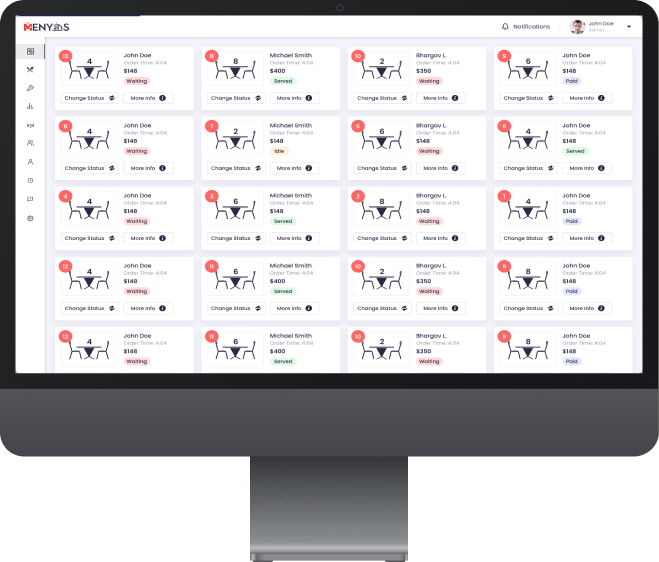 MENYDS
Notifications
John Doe
Admin
12
4
John Doe
Order Time: 4:04
$148
Waiting
Change Status
More Info
11
8
Michael Smith
Order Time: 4:04
$400
Served
Change Status
More Info
10
2
Bhargav L.
Order Time: 4:04
$350
Waiting
Change Status
More Info
9
6
John Doe
Order Time: 4:04
$148
Paid
Change Status
More Info
8
4
John Doe
Order Time: 4:04
$148
Waiting
Change Status
More Info
7
2
Michael Smith
Order Time: 4:04
$148
Idle
Change Status
More Info
6
6
Bhargav L.
Order Time: 4:04
$148
Waiting
Change Status
More Info
5
4
John Doe
Order Time: 4:04
$148
Served
Change Status
More Info
4
4
John Doe
Order Time: 4:04
$148
Waiting
Change Status
More Info
3
6
Michael Smith
Order Time: 4:04
$148
Served
Change Status
More Info
2
8
Bhargav L.
Order Time: 4:04
$148
Waiting
Change Status
More Info
1
4
John Doe
Order Time: 4:04
$148
Paid
Change Status
More Info
12
4
John Doe
Order Time: 4:04
$148
Waiting
Change Status
More Info
11
6
Michael Smith
Order Time: 4:04
$400
Served
Change Status
More Info
10
2
Bhargav L.
Order Time: 4:04
$350
Waiting
Change Status
More Info
9
8
John Doe
Order Time: 4:04
$148
Paid
Change Status
More Info
12
4
John Doe
Order Time: 4:04
$148
Waiting
11
6
Michael Smith
Order Time: 4:04
$400
Served
10
2
Bhargav L.
Order Time: 4:04
$350
Waiting
9
8
John Doe
Order Time: 4:04
$148
Paid